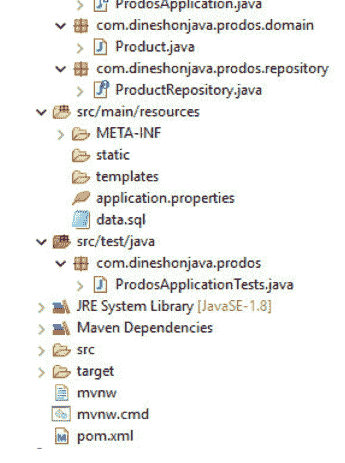 ProdosApplication.java
com.dineshonjava.prodos.domain
Product.java
com.dineshonjava.prodos.repository
ProductRepository.java
src/main/resources
META-INF
static
templates
application.properties
data.sql
src/test/java
com.dineshonjava.prodos
ProdosApplicationTests.java
JRE System Library [JavaSE-1.8]
Maven Dependencies
src
target
mvnw
mvnw.cmd
pom.xml